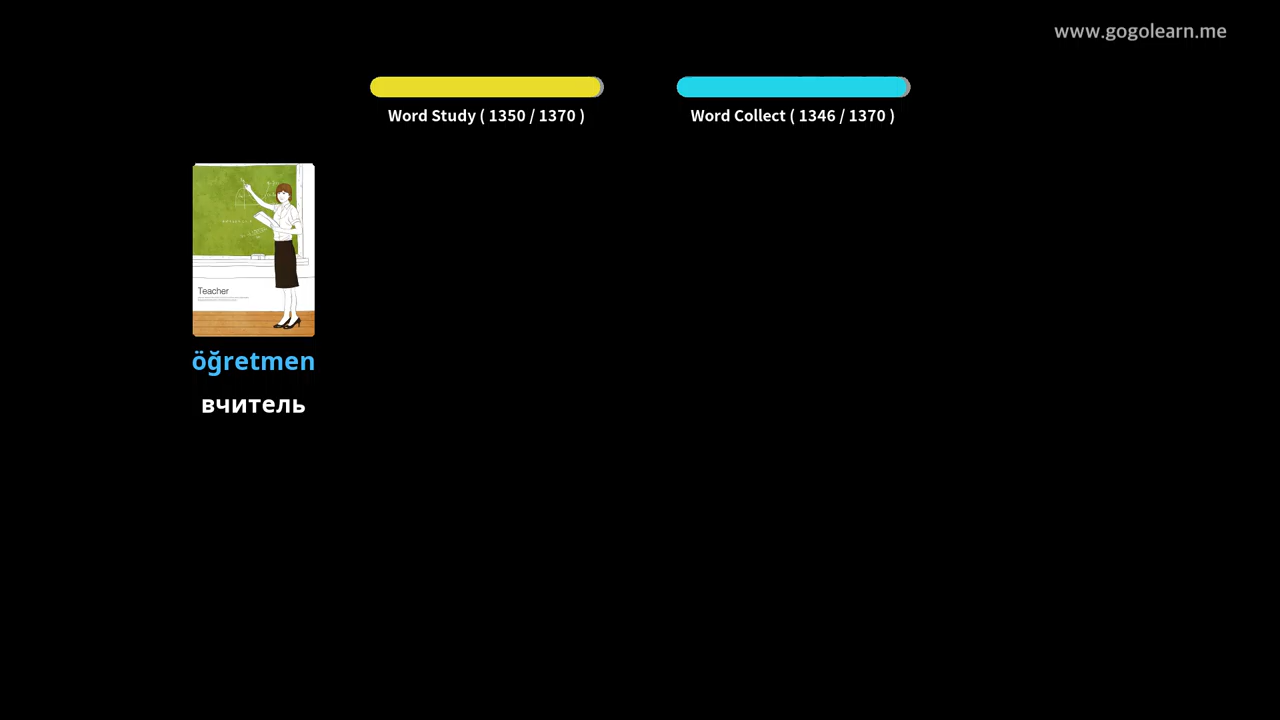 www.gogolearn.me
Word Study ( 1350 / 1370 )
Word Collect ( 1346 / 1370 )
Teacher
öğretmen
вчитель